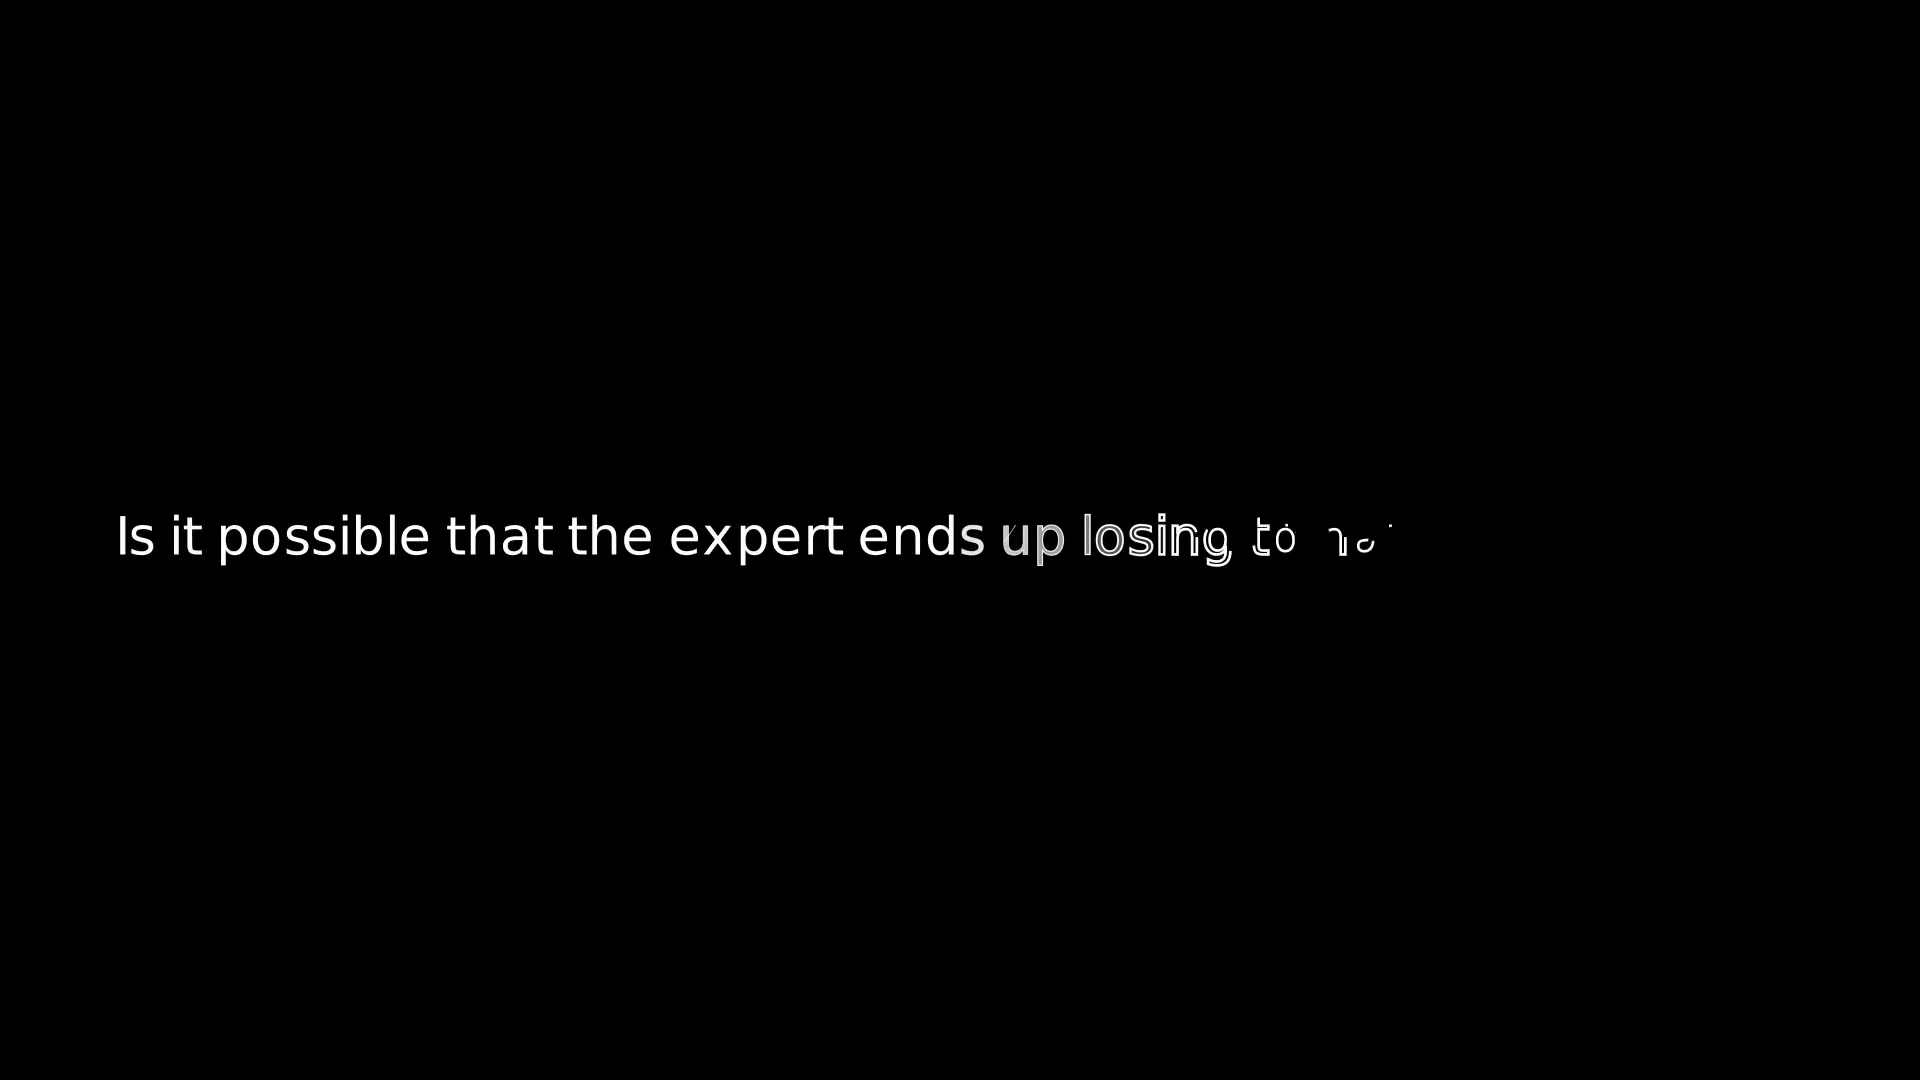 Is it possible that the expert ends up losing to